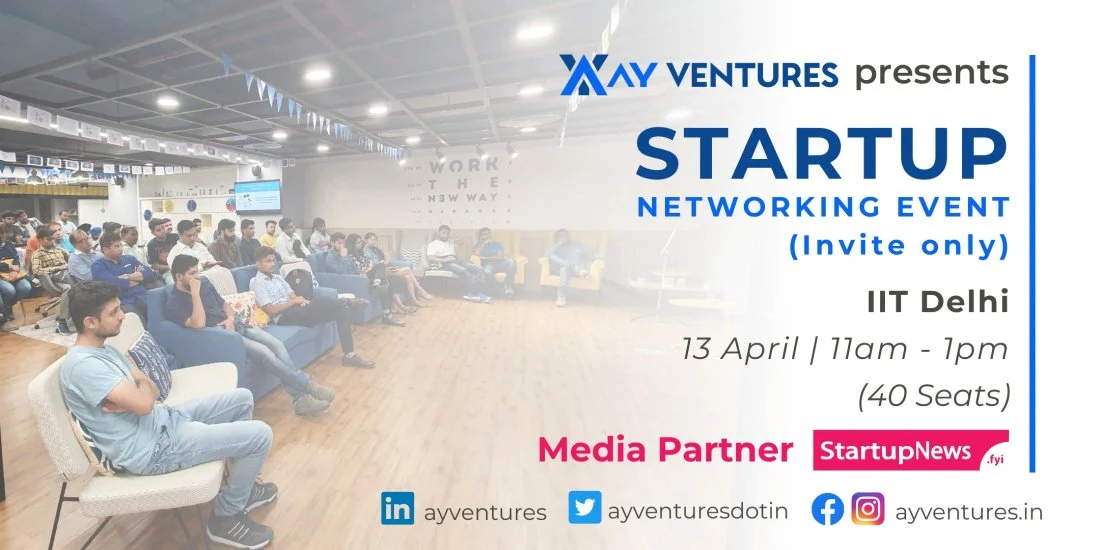 AY VENTURES presents
STARTUP
NETWORKING EVENT
(Invite only)
IIT Delhi
13 April | 11am - 1pm
(40 Seats)
Media Partner StartupNews.fyi
ayventures ayventuresdotin ayventures.in
WORK
THE
NEW WAY